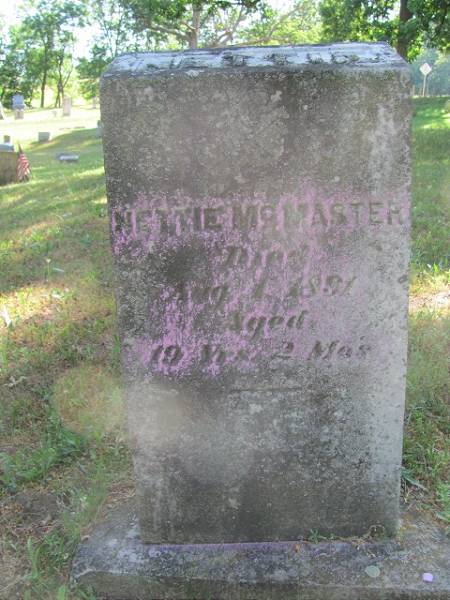 NETTIE McMASTER
Died
Aug. 1, 1891
Aged
19 Yrs. 2 Mos